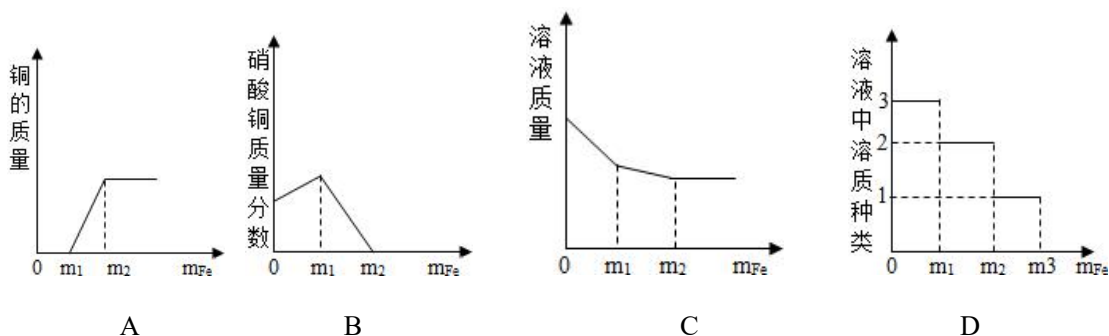 铜的质量
0 m₁ m₂ mFe
硝酸铜质量分数
0 m₁ m₂ mFe
溶液质量
0 m₁ m₂ mFe
溶液中溶质种类
3
2
1
0 m₁ m₂ m3 mFe
A B C D